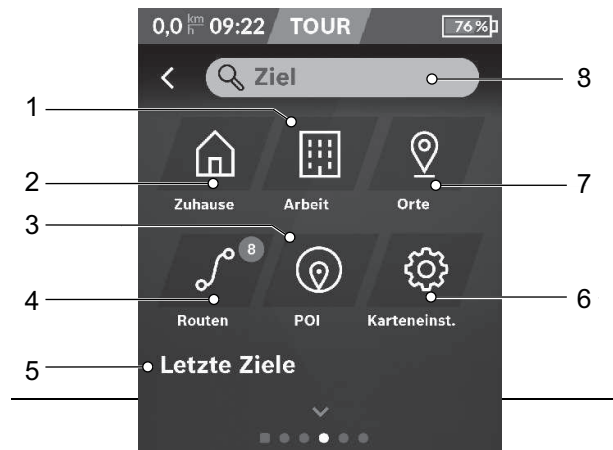 0,0 km/h 09:22 TOUR 76%
Ziel
8
1
2
7
Zuhause Arbeit Orte
3
8
4
6
Routen POI Karteneinst.
5
Letzte Ziele